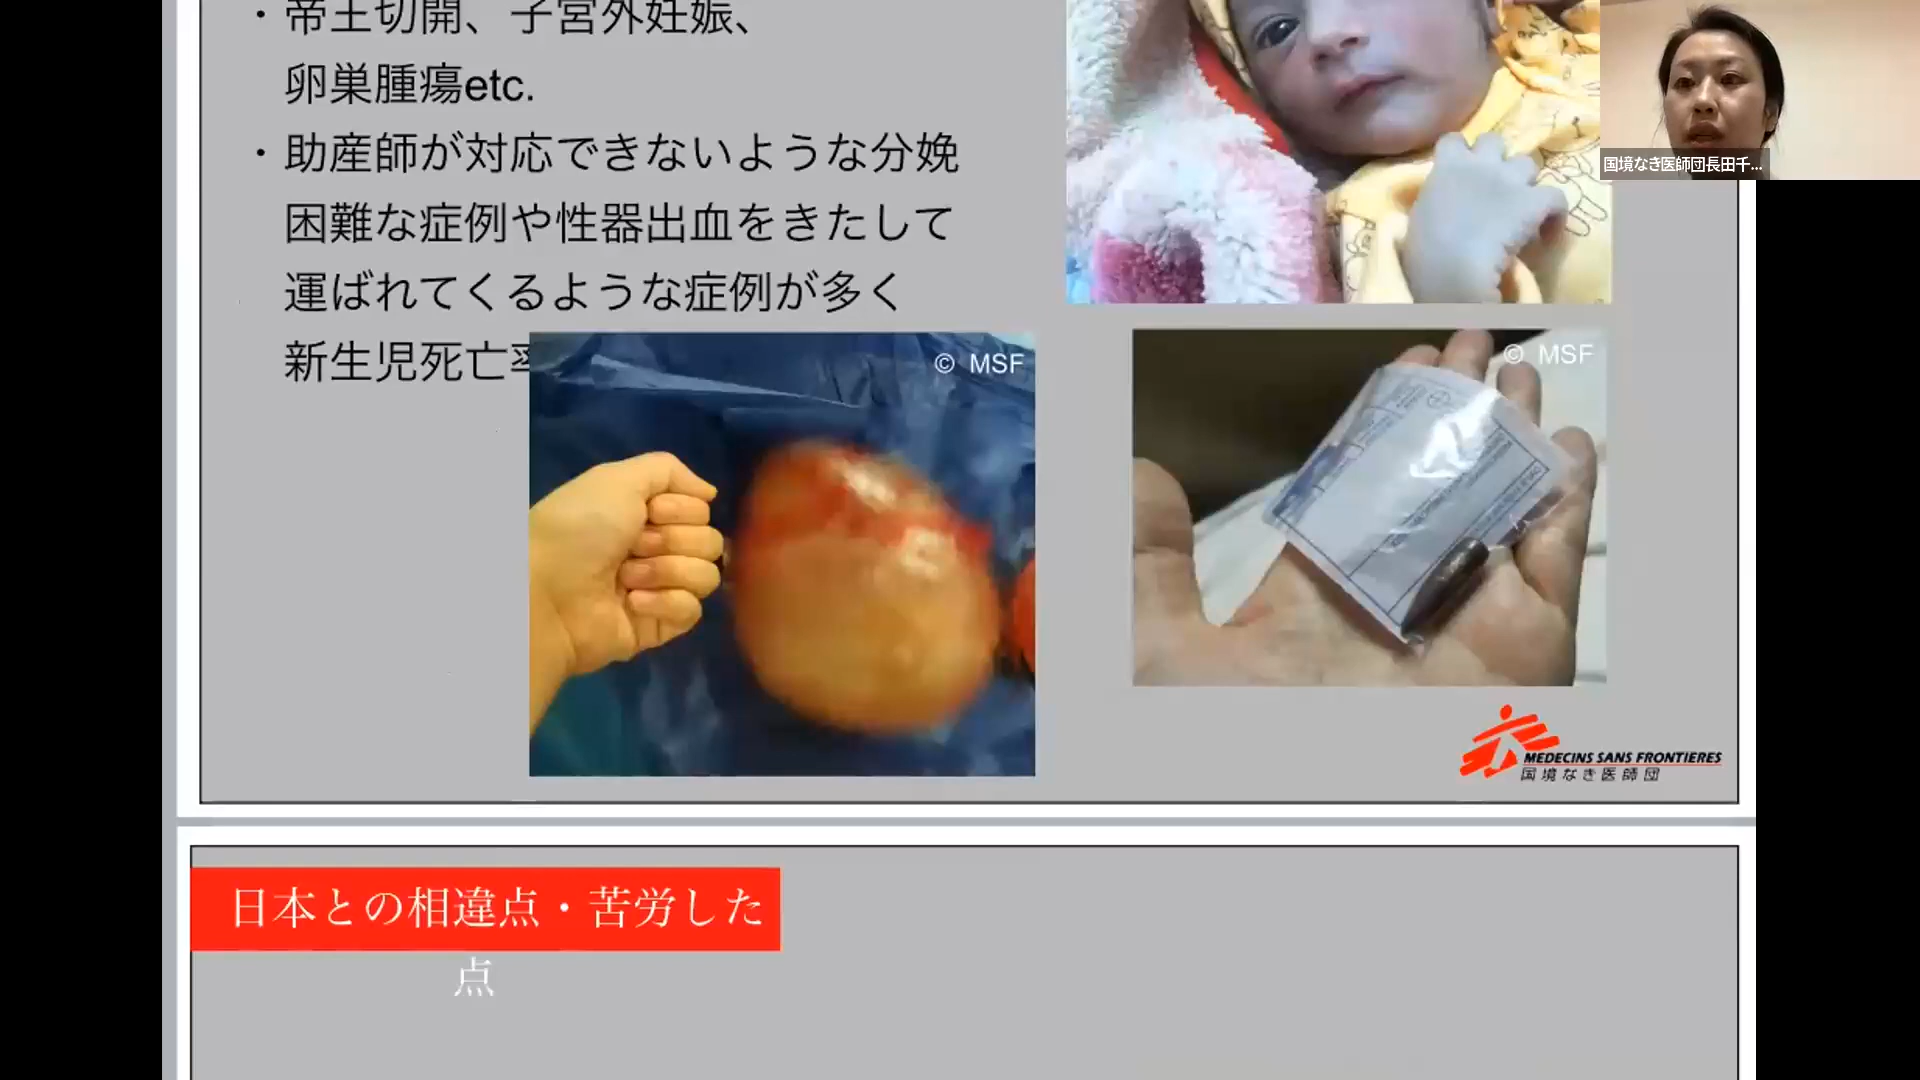 ・帝王切開、子宮外妊娠、
卵巣腫瘍etc.
・助産師が対応できないような分娩
困難な症例や性器出血をきたして
運ばれてくるような症例が多く
新生児死亡率
© MSF
© MSF
MEDECINS SANS FRONTIERES
国境なき医師団
日本との相違点・苦労した
点
国境なき医師団長田千...